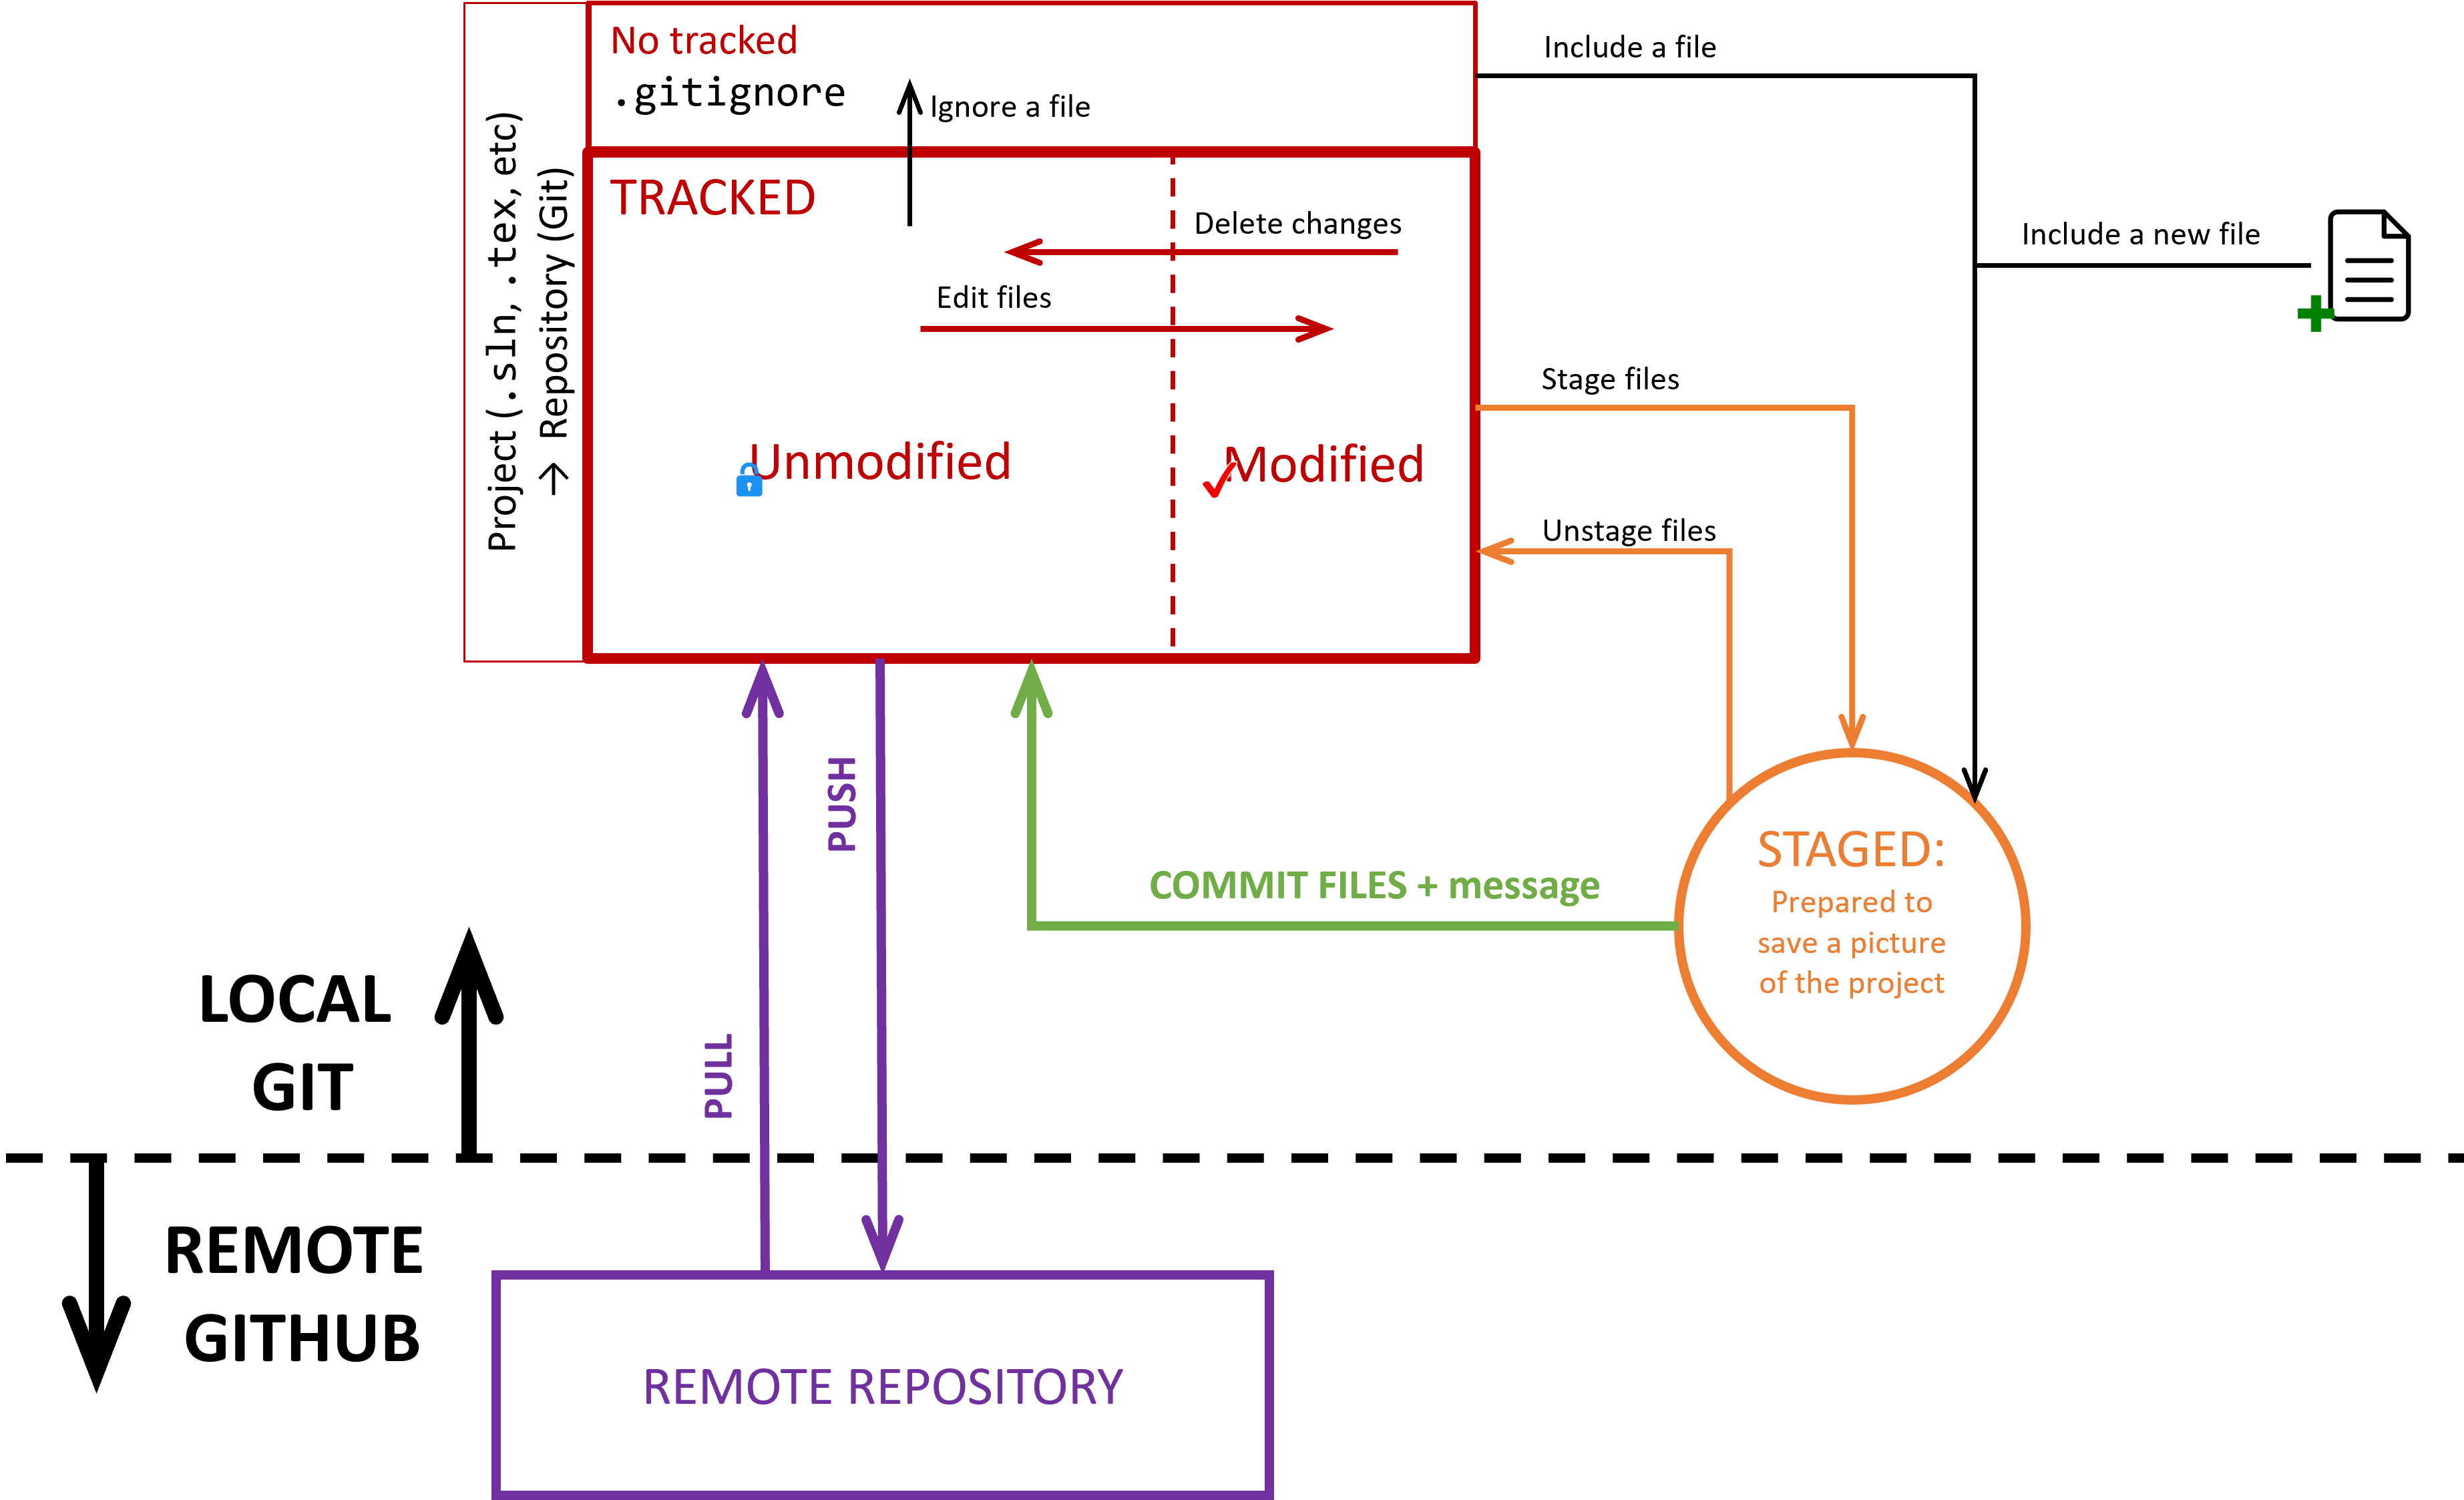 Project (.sln, .tex, etc)
→ Repository (Git)
No tracked
.gitignore
Ignore a file
Include a file
TRACKED
Delete changes
Edit files
Include a new file
Stage files
Unmodified
Modified
Unstage files
PUSH
PULL
COMMIT FILES + message
STAGED:
Prepared to
save a picture
of the project
LOCAL
GIT
REMOTE
GITHUB
REMOTE REPOSITORY